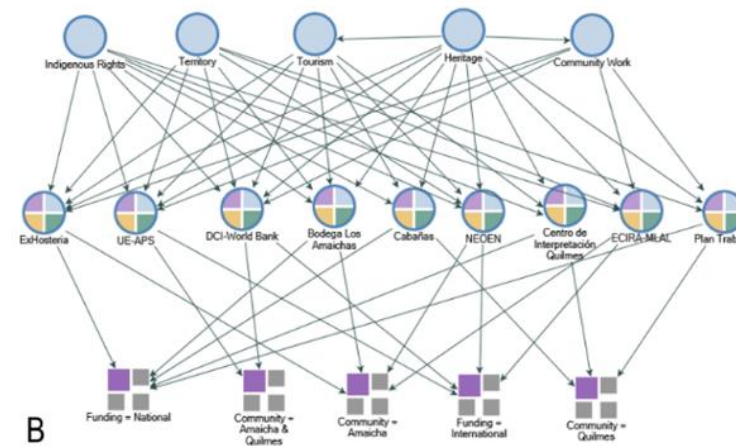 Indigenous Rights
Territory
Tourism
Heritage
Community Work
ExHosteria
UE-APS
DCI-World Bank
Bodega Los
Amaichas
Cabañas
NEOEN
Centro de
Interpretación
Quilmes
ECIRA-MLAL
Plan Trab
Funding = National
Community =
Amaicha &
Quilmes
Community =
Amaicha
Funding =
International
Community =
Quilmes
B